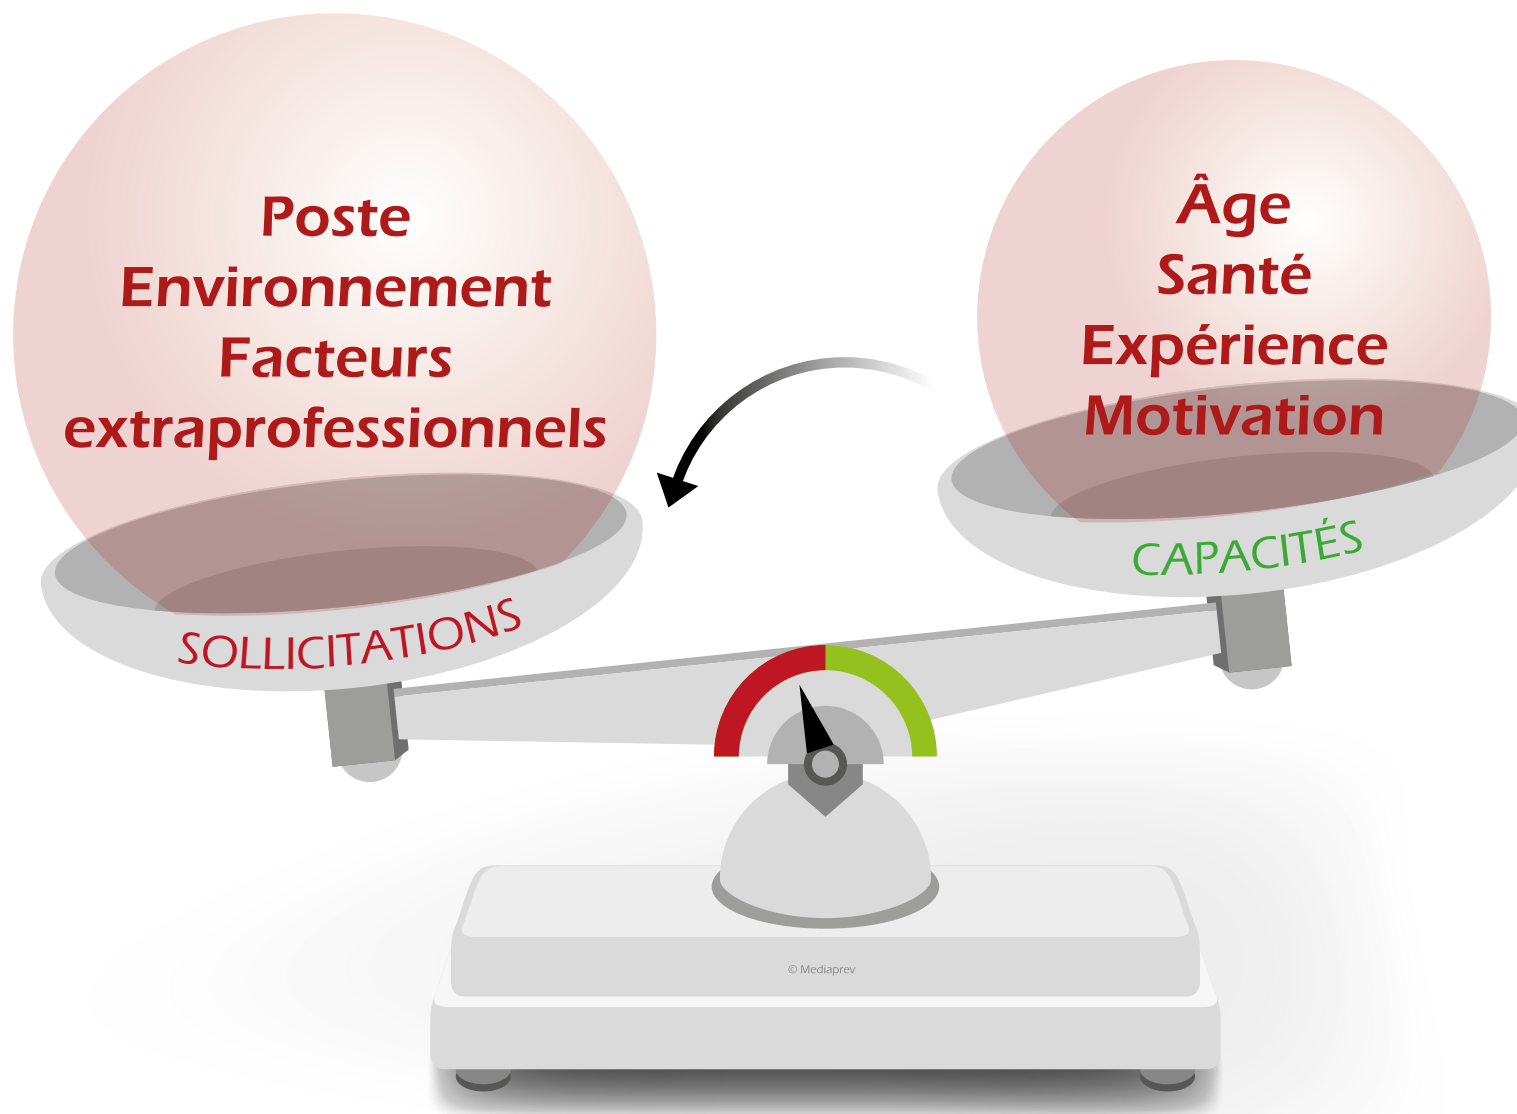 Poste
Environnement
Facteurs
extraprofessionnels
SOLLICITATIONS
Âge
Santé
Expérience
Motivation
CAPACITÉS
© Mediaprev